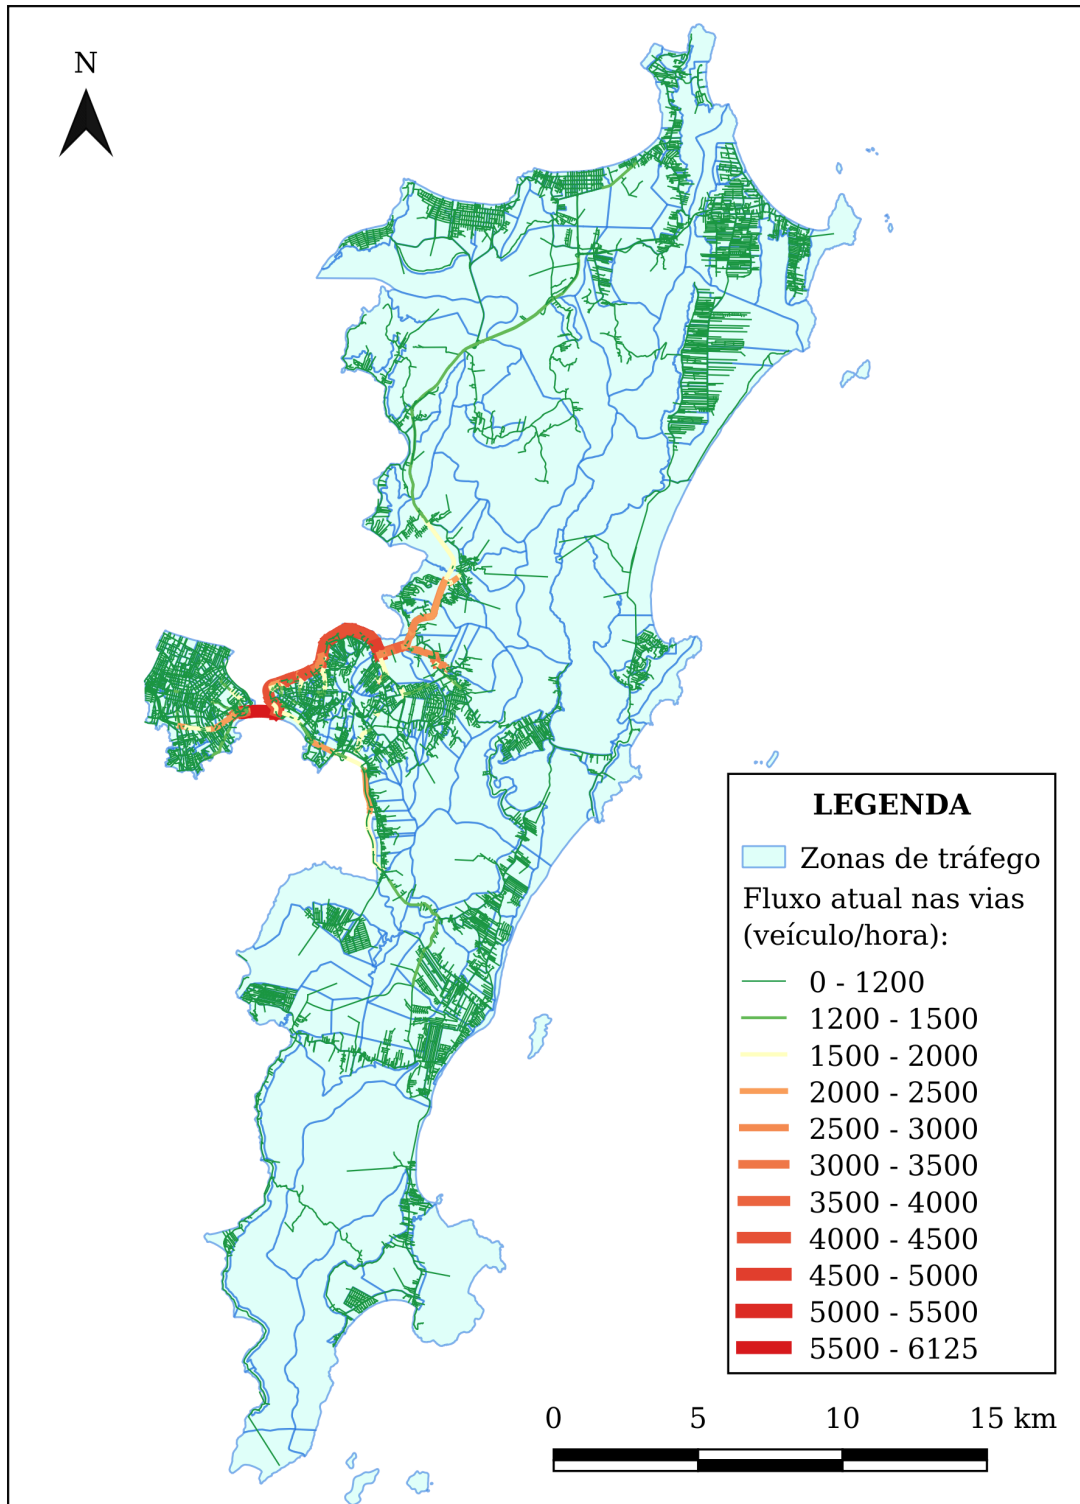 N
LEGENDA
Zonas de tráfego
Fluxo atual nas vias
(veículo/hora):
0 - 1200
1200 - 1500
1500 - 2000
2000 - 2500
2500 - 3000
3000 - 3500
3500 - 4000
4000 - 4500
4500 - 5000
5000 - 5500
5500 - 6125
0 5 10 15 km